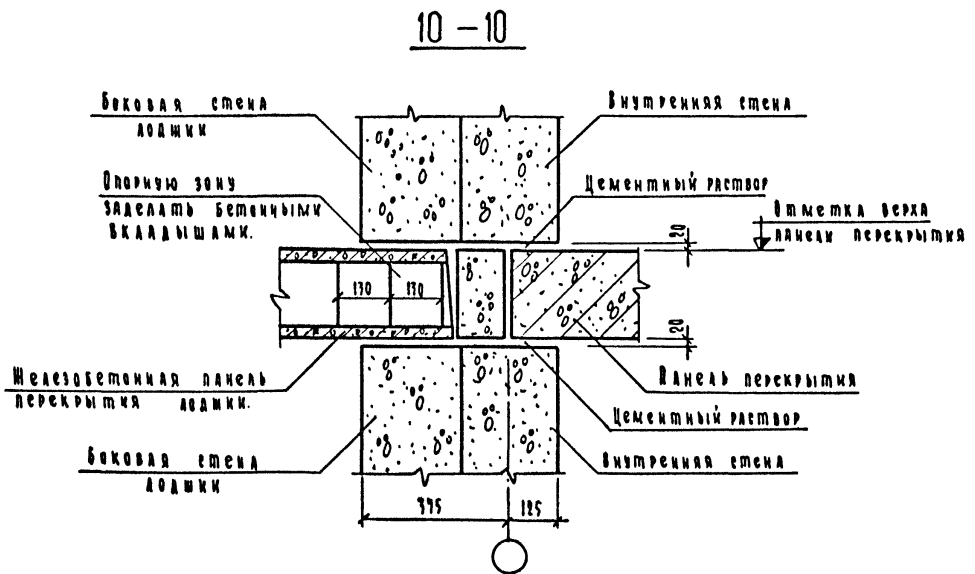 10 – 10
Боковая стена
лоджии
Внутренняя стена
Опорную зону
заделать бетонными
вкладышами.
Цементный раствор
Отметка верха
панели перекрытия
20
130 130
20
Железобетонная панель
перекрытия лоджии.
Панель перекрытия
Цементный раствор
Боковая стена
лоджии
Внутренняя стена
375 125